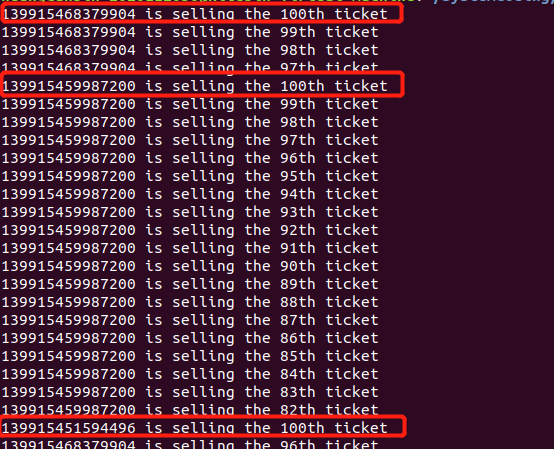 139915468379904 is selling the 100th ticket
139915468379904 is selling the 99th ticket
139915468379904 is selling the 98th ticket
139915468379904 is selling the 97th ticket
139915459987200 is selling the 100th ticket
139915459987200 is selling the 99th ticket
139915459987200 is selling the 98th ticket
139915459987200 is selling the 97th ticket
139915459987200 is selling the 96th ticket
139915459987200 is selling the 95th ticket
139915459987200 is selling the 94th ticket
139915459987200 is selling the 93th ticket
139915459987200 is selling the 92th ticket
139915459987200 is selling the 91th ticket
139915459987200 is selling the 90th ticket
139915459987200 is selling the 89th ticket
139915459987200 is selling the 88th ticket
139915459987200 is selling the 87th ticket
139915459987200 is selling the 86th ticket
139915459987200 is selling the 85th ticket
139915459987200 is selling the 84th ticket
139915459987200 is selling the 83th ticket
139915459987200 is selling the 82th ticket
139915451594496 is selling the 100th ticket
139915468379904 is selling the 96th ticket